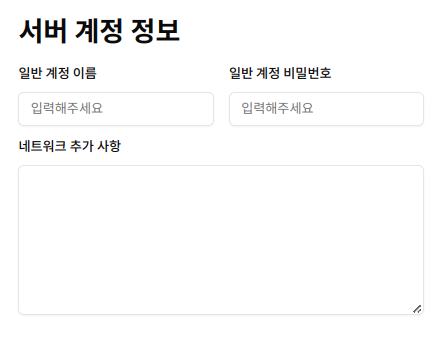 서버 계정 정보
일반 계정 이름
일반 계정 비밀번호
입력해주세요
입력해주세요
네트워크 추가 사항